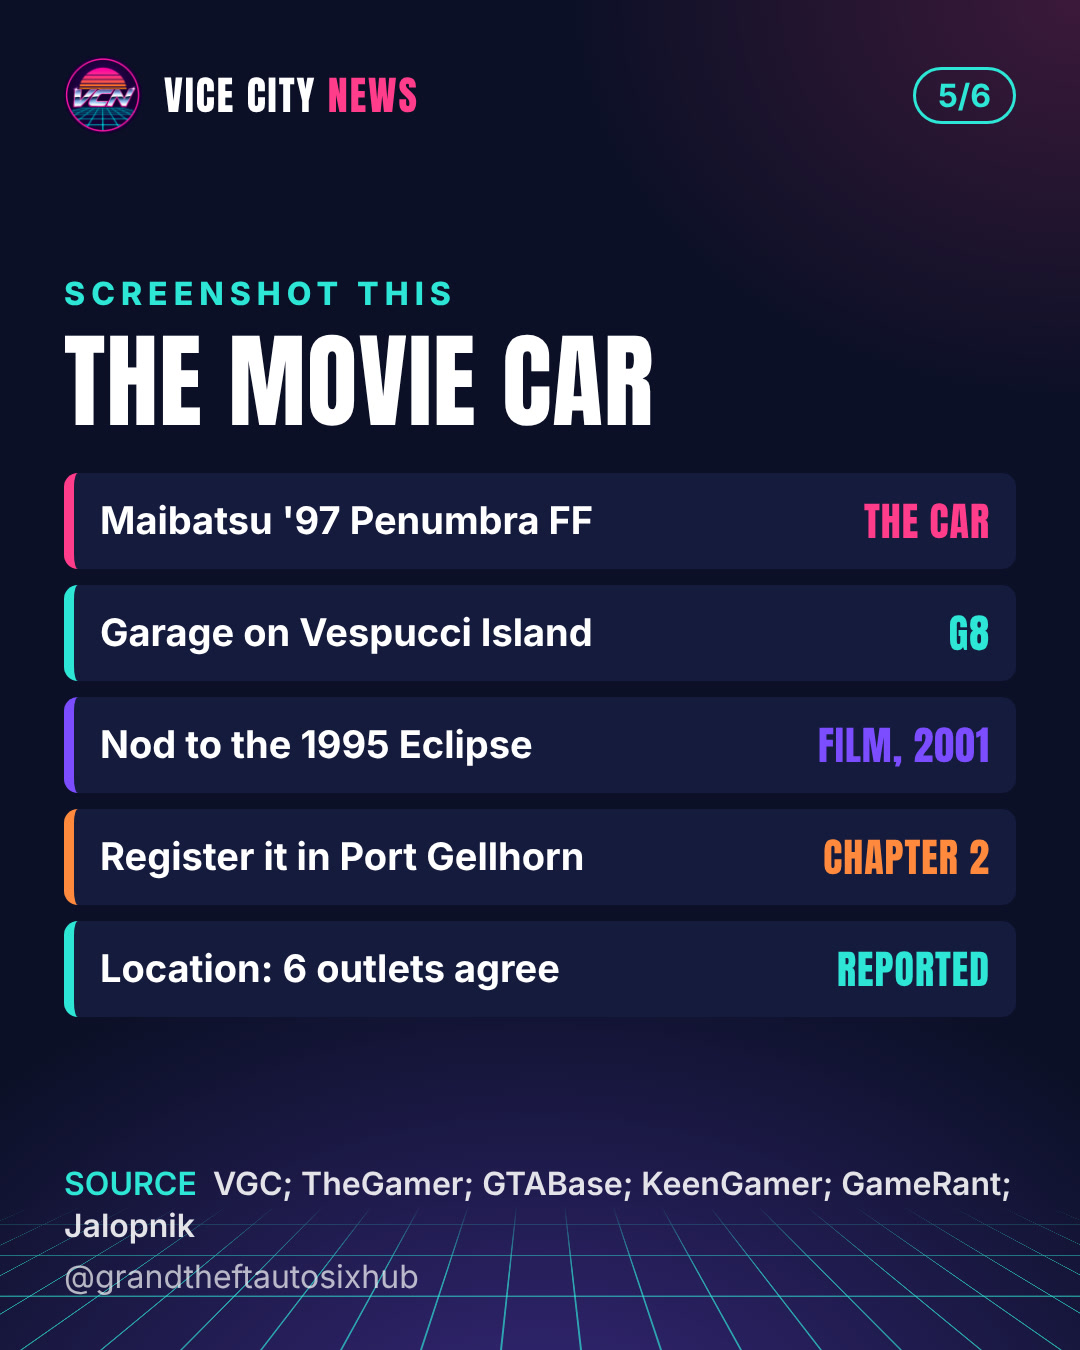 VCN
VICE CITY NEWS
5/6
SCREENSHOT THIS
THE MOVIE CAR
Maibatsu '97 Penumbra FF THE CAR
Garage on Vespucci Island G8
Nod to the 1995 Eclipse FILM, 2001
Register it in Port Gellhorn CHAPTER 2
Location: 6 outlets agree REPORTED
SOURCE VGC; TheGamer; GTABase; KeenGamer; GameRant;
Jalopnik
@grandtheftautosixhub